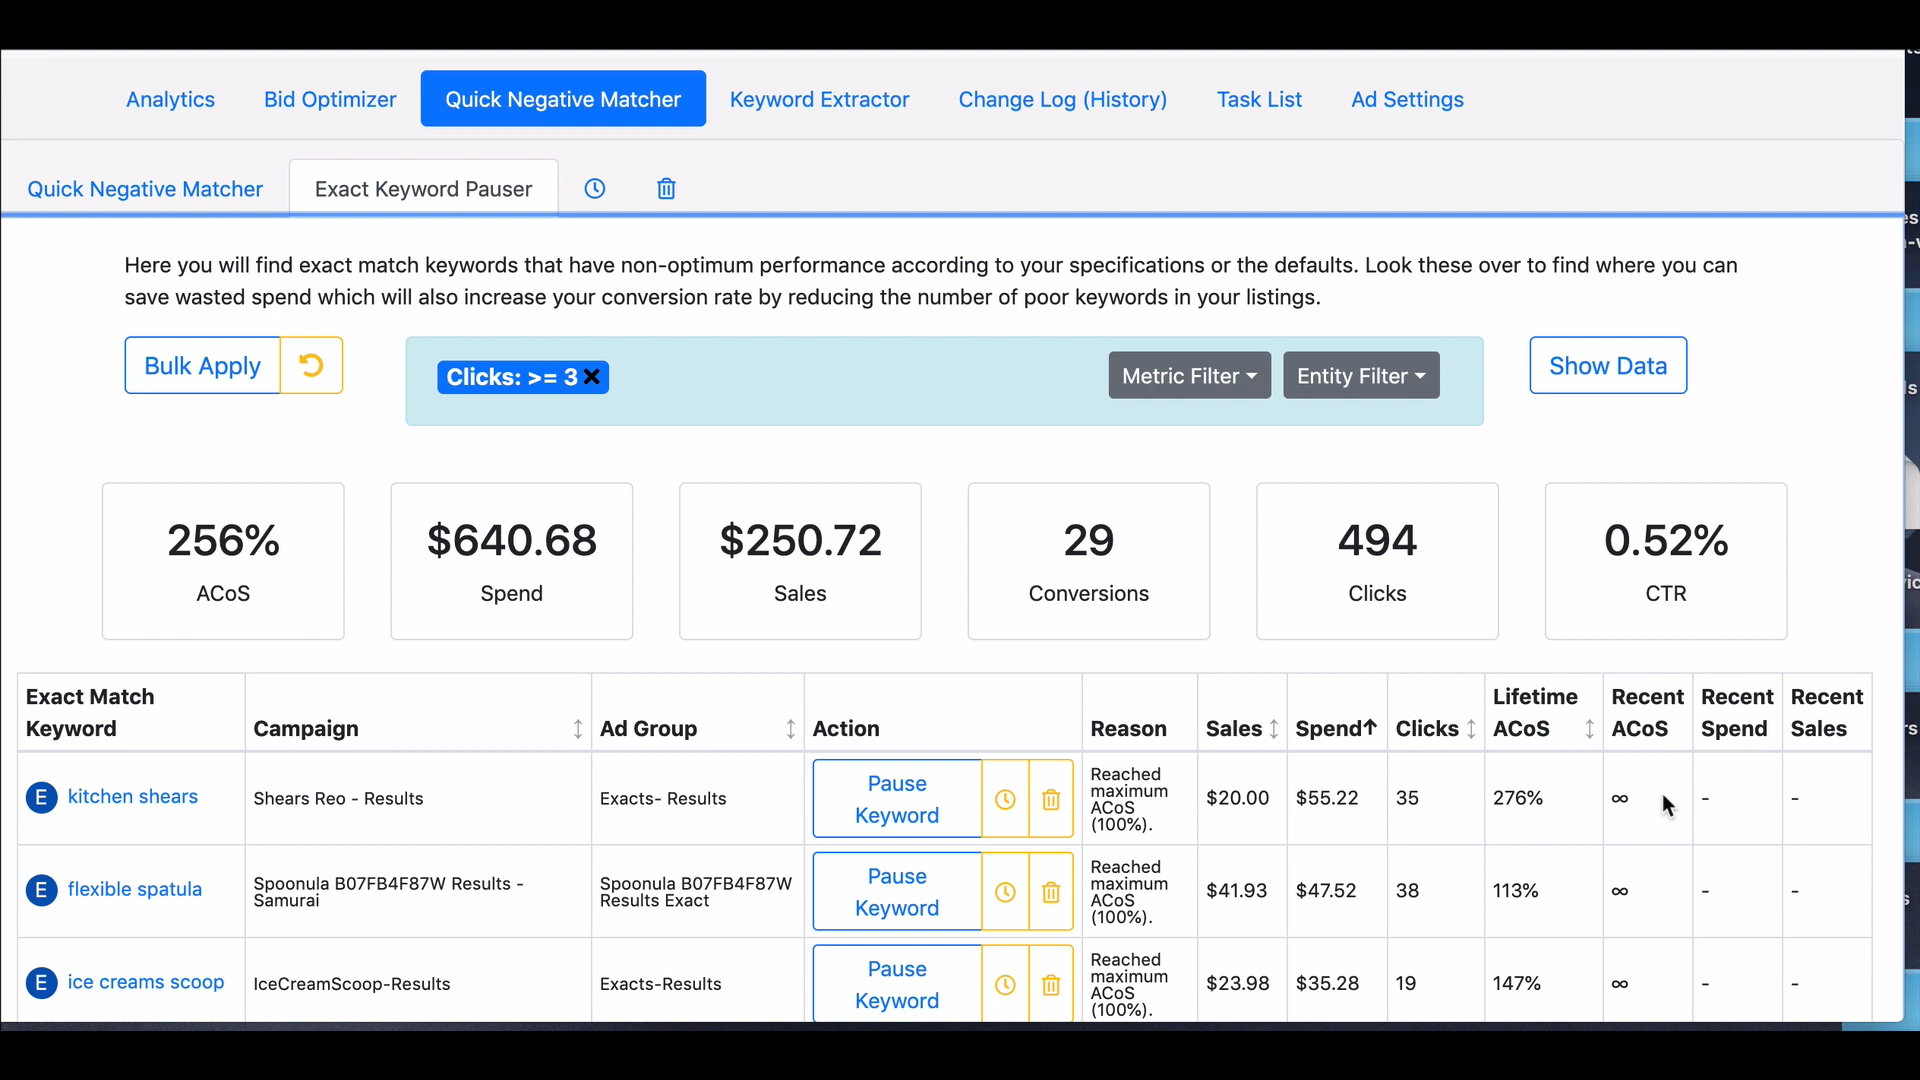 Analytics
Bid Optimizer
Quick Negative Matcher
Keyword Extractor
Change Log (History)
Task List
Ad Settings
Quick Negative Matcher
Exact Keyword Pauser
Here you will find exact match keywords that have non-optimum performance according to your specifications or the defaults. Look these over to find where you can
save wasted spend which will also increase your conversion rate by reducing the number of poor keywords in your listings.
Bulk Apply
Clicks: >= 3
Metric Filter
Entity Filter
Show Data
256%
ACoS
$640.68
Spend
$250.72
Sales
29
Conversions
494
Clicks
0.52%
CTR
Exact Match
Keyword
Campaign
Ad Group
Action
Reason
Sales
Spend
Clicks
Lifetime
ACoS
Recent
ACoS
Recent
Spend
Recent
Sales
E kitchen shears
Shears Reo - Results
Exacts- Results
Pause
Keyword
Reached
maximum
ACoS
(100%).
$20.00
$55.22
35
276%
∞
-
-
E flexible spatula
Spoonula B07FB4F87W Results -
Samurai
Spoonula B07FB4F87W
Results Exact
Pause
Keyword
Reached
maximum
ACoS
(100%).
$41.93
$47.52
38
113%
∞
-
-
E ice creams scoop
IceCreamScoop-Results
Exacts-Results
Pause
Keyword
Reached
maximum
ACoS
(100%).
$23.98
$35.28
19
147%
∞
-
-